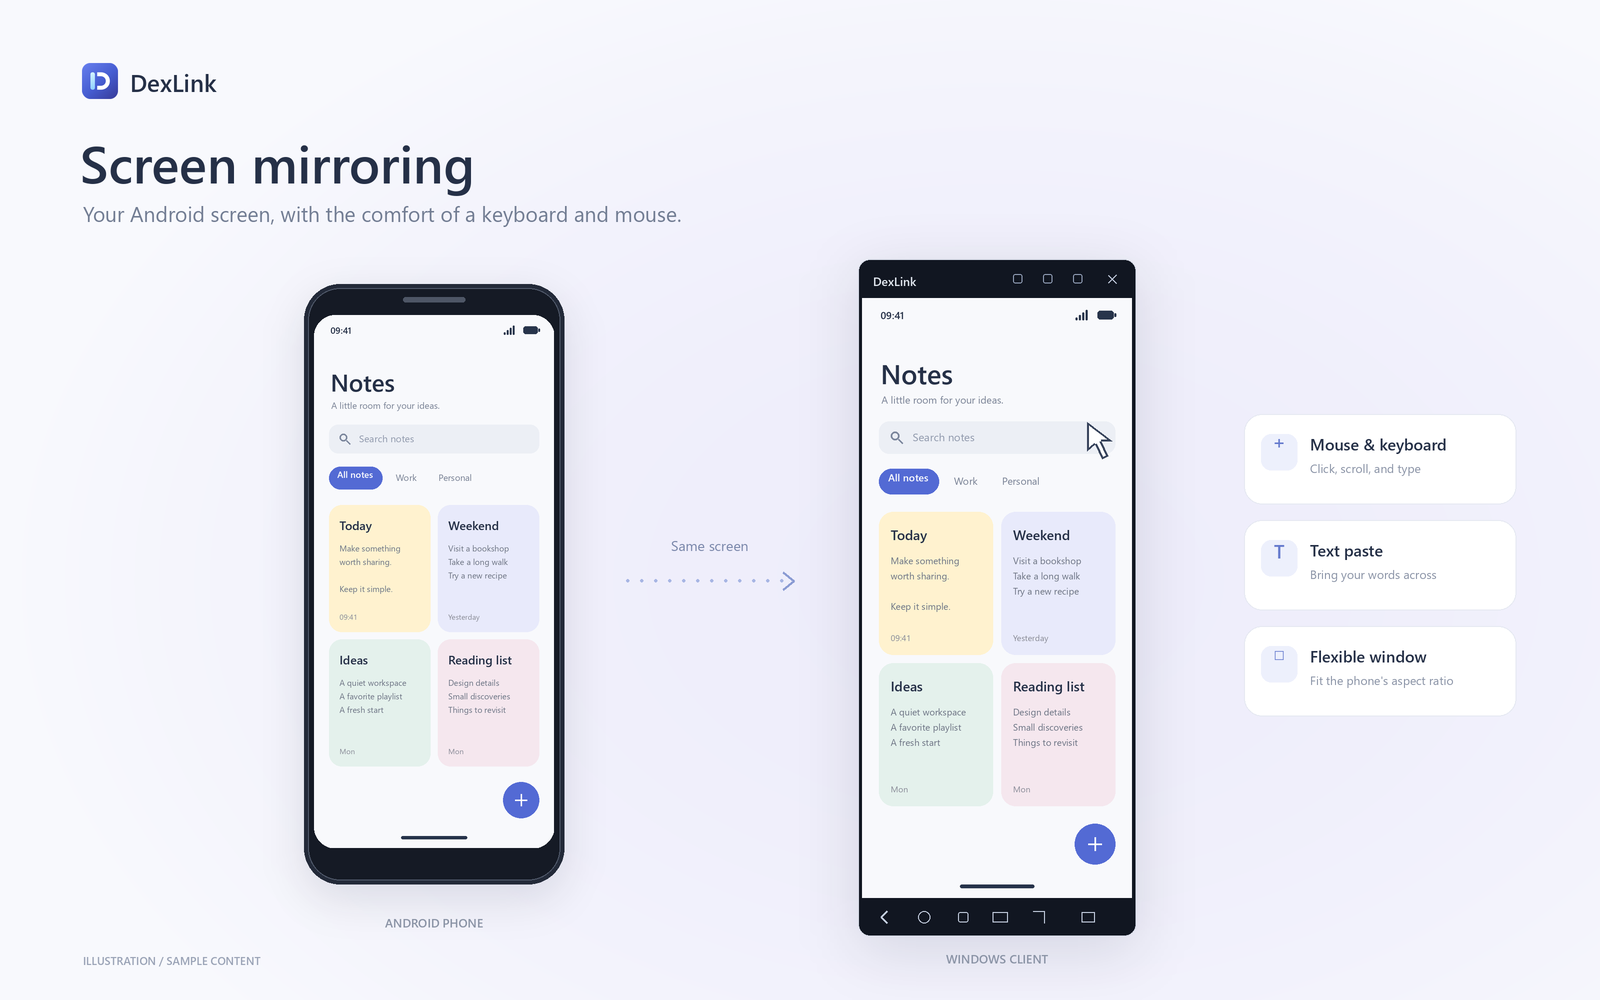 DexLink
Screen mirroring
Your Android screen, with the comfort of a keyboard and mouse.
09:41
Notes
A little room for your ideas.
Search notes
All notes Work Personal
Today
Make something
worth sharing.
Keep it simple.
09:41
Weekend
Visit a bookshop
Take a long walk
Try a new recipe
Yesterday
Ideas
A quiet workspace
A favorite playlist
A fresh start
Mon
Reading list
Design details
Small discoveries
Things to revisit
Mon
ANDROID PHONE
Same screen
DexLink
09:41
Notes
A little room for your ideas.
Search notes
All notes Work Personal
Today
Make something
worth sharing.
Keep it simple.
09:41
Weekend
Visit a bookshop
Take a long walk
Try a new recipe
Yesterday
Ideas
A quiet workspace
A favorite playlist
A fresh start
Mon
Reading list
Design details
Small discoveries
Things to revisit
Mon
WINDOWS CLIENT
Mouse & keyboard
Click, scroll, and type
T
Text paste
Bring your words across
Flexible window
Fit the phone's aspect ratio
ILLUSTRATION / SAMPLE CONTENT